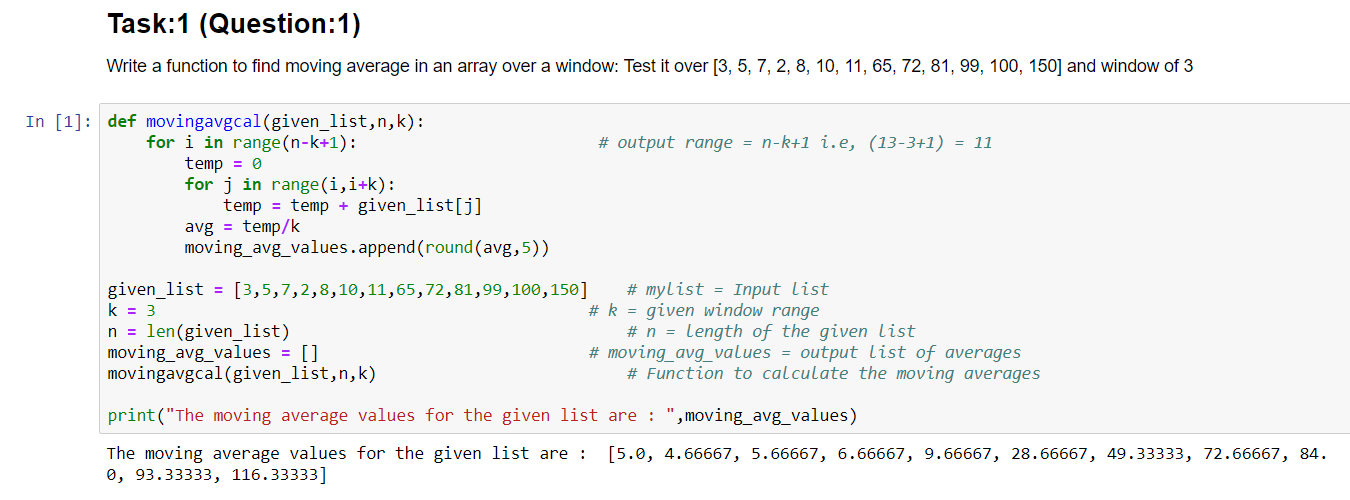 Task:1 (Question:1)
Write a function to find moving average in an array over a window: Test it over [3, 5, 7, 2, 8, 10, 11, 65, 72, 81, 99, 100, 150] and window of 3
In [1]: def movingavgcal(given_list,n,k):
    for i in range(n-k+1):                         # output range = n-k+1 i.e, (13-3+1) = 11
        temp = 0
        for j in range(i,i+k):
            temp = temp + given_list[j]
        avg = temp/k
        moving_avg_values.append(round(avg,5))
given_list = [3,5,7,2,8,10,11,65,72,81,99,100,150]    # mylist = Input list
k = 3                                             # k = given window range
n = len(given_list)                                   # n = length of the given list
moving_avg_values = []                            # moving_avg_values = output list of averages
movingavgcal(given_list,n,k)                          # Function to calculate the moving averages
print("The moving average values for the given list are : ",moving_avg_values)
The moving average values for the given list are :  [5.0, 4.66667, 5.66667, 6.66667, 9.66667, 28.66667, 49.33333, 72.66667, 84.
0, 93.33333, 116.33333]